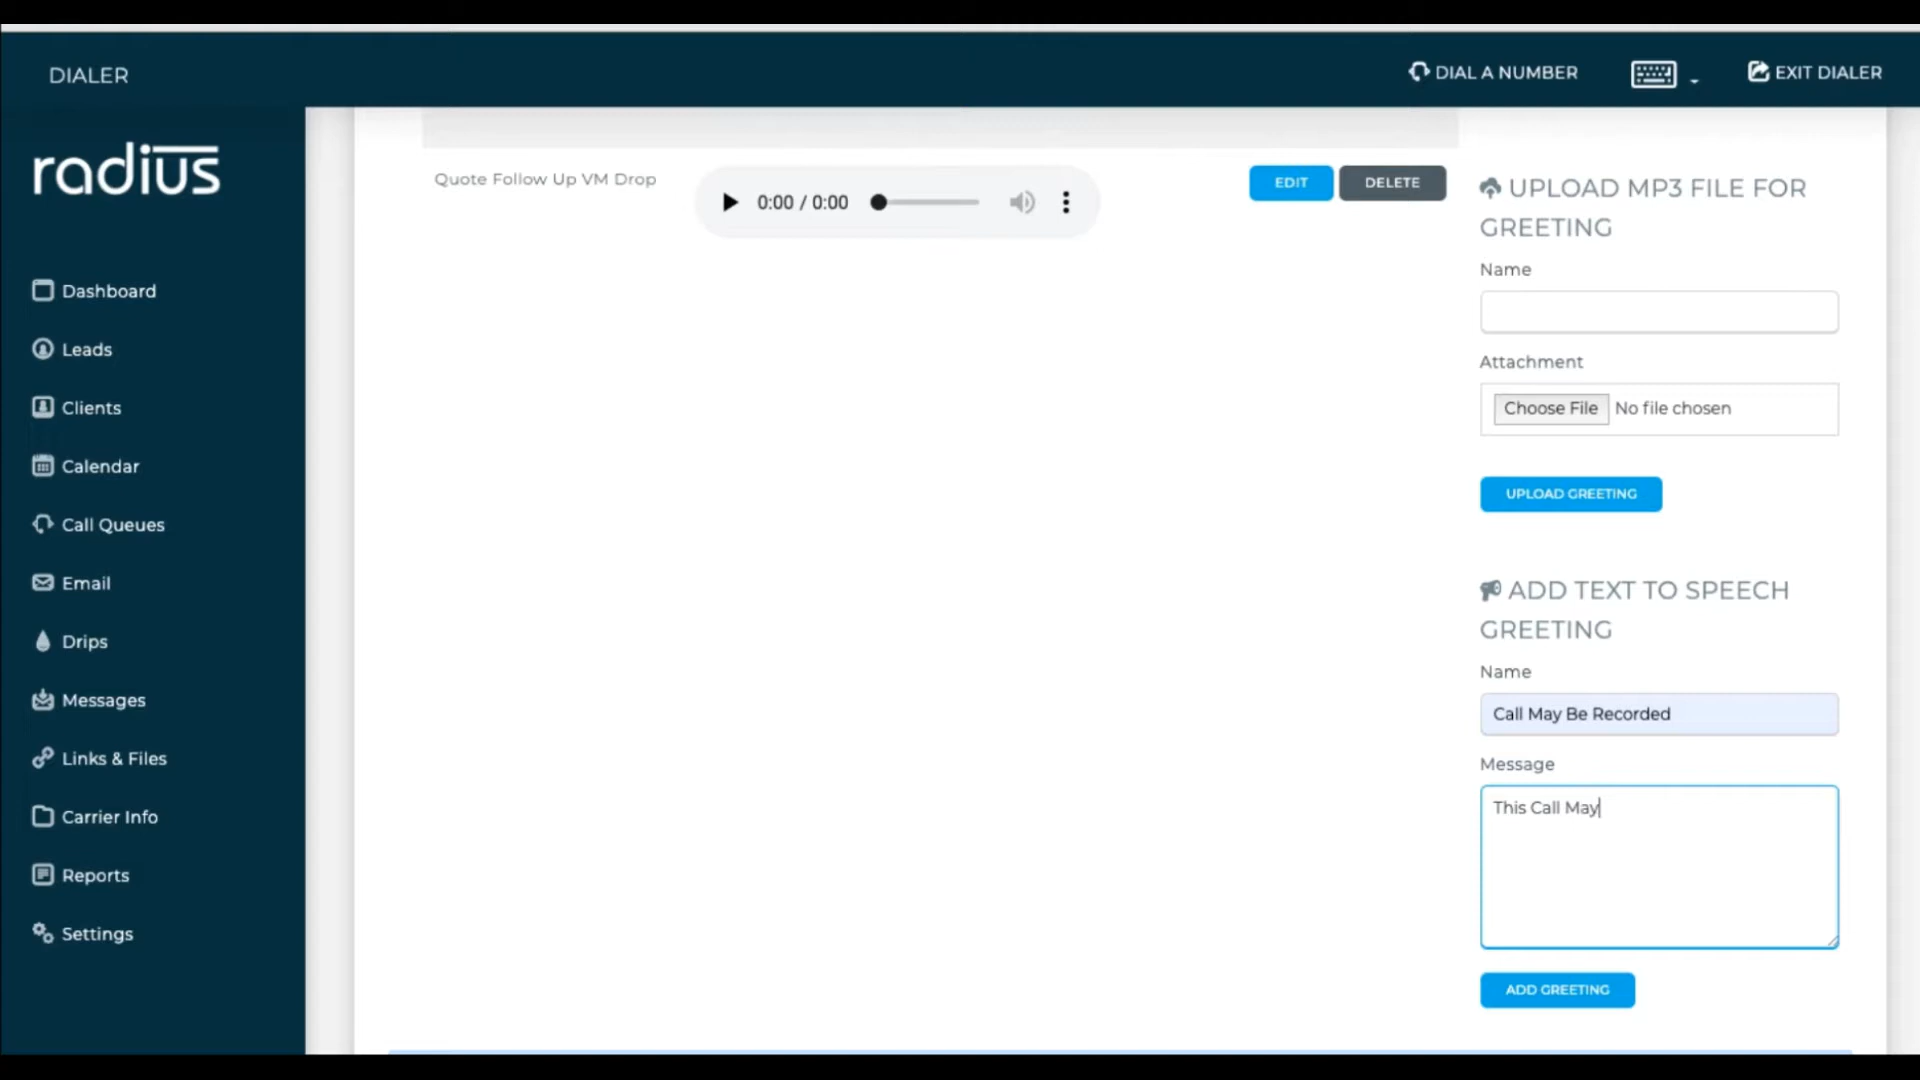 DIALER
DIAL A NUMBER
EXIT DIALER
radius
Dashboard
Leads
Clients
Calendar
Call Queues
Email
Drips
Messages
Links & Files
Carrier Info
Reports
Settings
Quote Follow Up VM Drop
0:00 / 0:00
EDIT
DELETE
UPLOAD MP3 FILE FOR
GREETING
Name
Attachment
Choose File No file chosen
UPLOAD GREETING
ADD TEXT TO SPEECH
GREETING
Name
Call May Be Recorded
Message
This Call May
ADD GREETING